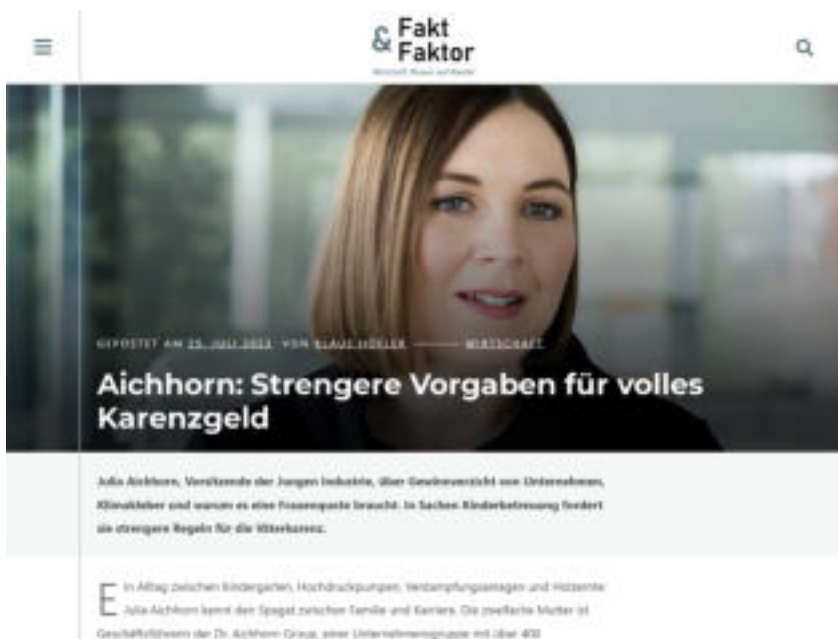 & Fakt
Faktor
GEPOSTET AM 25. JULI 2023 VON KLAUS HÖFLER WIRTSCHAFT
Aichhorn: Strengere Vorgaben für volles
Karenzgeld
Julia Aichhorn, Vorsitzende der Jungen Industrie, über Gewinnverzicht von Unternehmen,
Klimakleber und warum es eine Frauenquote braucht. In Sachen Kinderbetreuung fordert
sie strengere Regeln für die Väterkarenz.
Ein Alltag zwischen Kindergarten, Hochdruckpumpen, Verdampfungsanlagen und Holzernte:
Julia Aichhorn kennt den Spagat zwischen Familie und Karriere. Die zweifache Mutter ist
Geschäftsführerin der Dr. Aichhorn Group, einer Unternehmensgruppe mit über 400